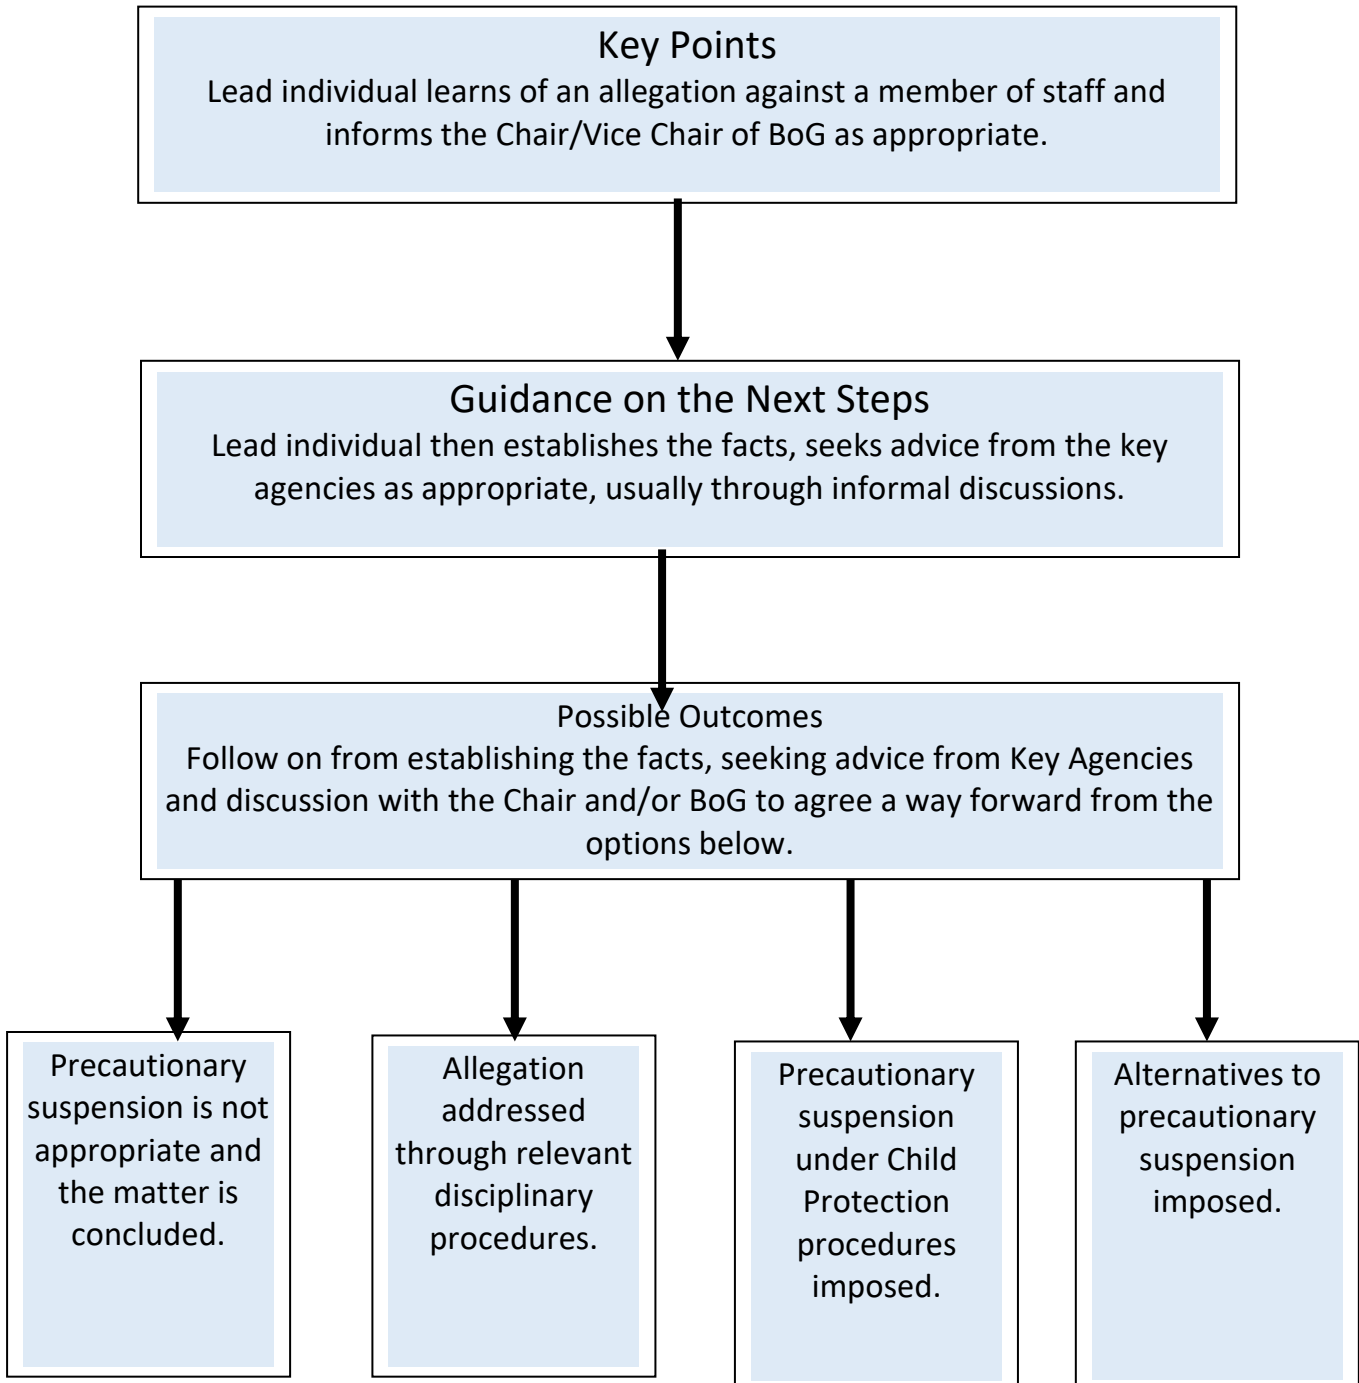 Key Points
Lead individual learns of an allegation against a member of staff and
informs the Chair/Vice Chair of BoG as appropriate.
Guidance on the Next Steps
Lead individual then establishes the facts, seeks advice from the key
agencies as appropriate, usually through informal discussions.
Possible Outcomes
Follow on from establishing the facts, seeking advice from Key Agencies
and discussion with the Chair and/or BoG to agree a way forward from the
options below.
Precautionary
suspension is not
appropriate and
the matter is
concluded.
Allegation
addressed
through relevant
disciplinary
procedures.
Precautionary
suspension
under Child
Protection
procedures
imposed.
Alternatives to
precautionary
suspension
imposed.